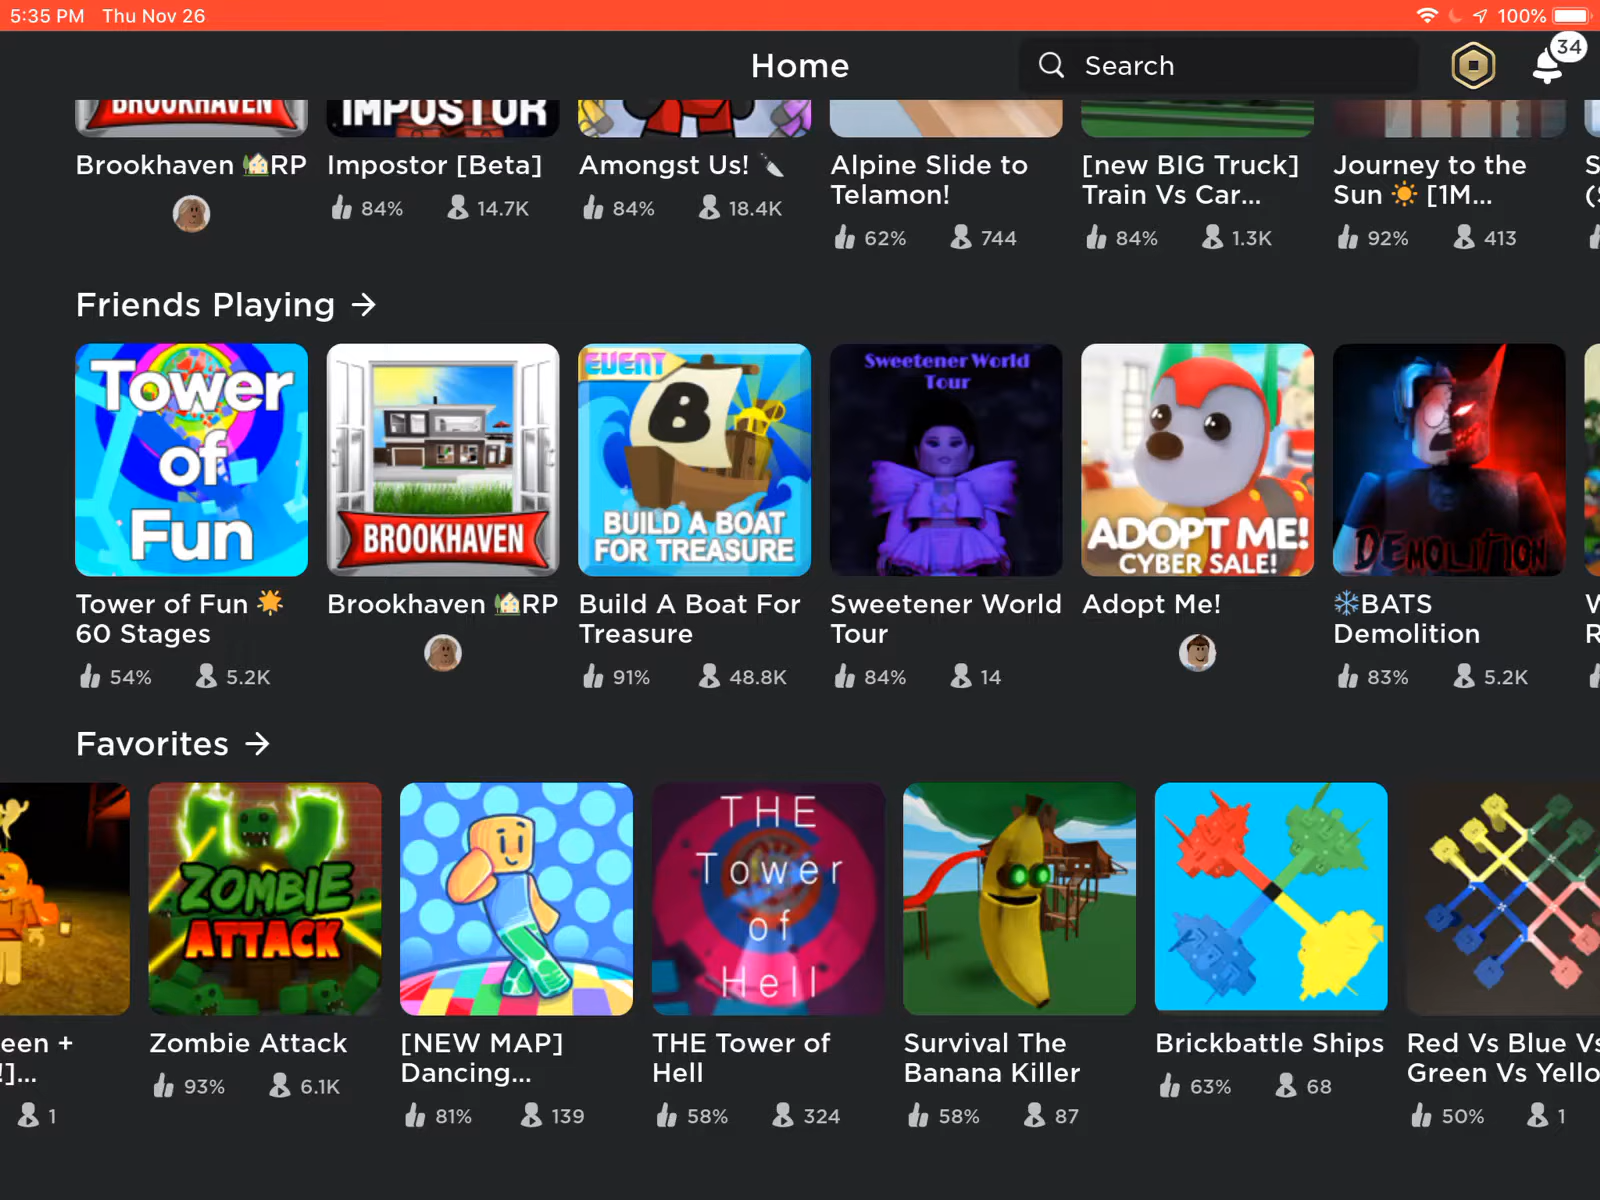 5:35 PM Thu Nov 26
100%
Home
Search
34
BROOKHAVEN
IMPOSTOR
Brookhaven 🏡RP
Impostor [Beta]
84% 14.7K
Amongst Us! 🔪
84% 18.4K
Alpine Slide to
Telamon!
62% 744
[new BIG Truck]
Train Vs Car...
84% 1.3K
Journey to the
Sun ☀️ [1M...
92% 413
S
(S
Friends Playing →
Tower
of
Fun
BROOKHAVEN
EVENT
B
BUILD A BOAT
FOR TREASURE
Sweetener World
Tour
ADOPT ME!
CYBER SALE!
DEMOLITION
Tower of Fun ☀️
60 Stages
54% 5.2K
Brookhaven 🏡RP
Build A Boat For
Treasure
91% 48.8K
Sweetener World
Tour
84% 14
Adopt Me!
❄️BATS
Demolition
83% 5.2K
W
R
Favorites →
ZOMBIE
ATTACK
THE
Tower
of
Hell
een +
!]...
1
Zombie Attack
93% 6.1K
[NEW MAP]
Dancing...
81% 139
THE Tower of
Hell
58% 324
Survival The
Banana Killer
58% 87
Brickbattle Ships
63% 68
Red Vs Blue Vs
Green Vs Yello
50% 1